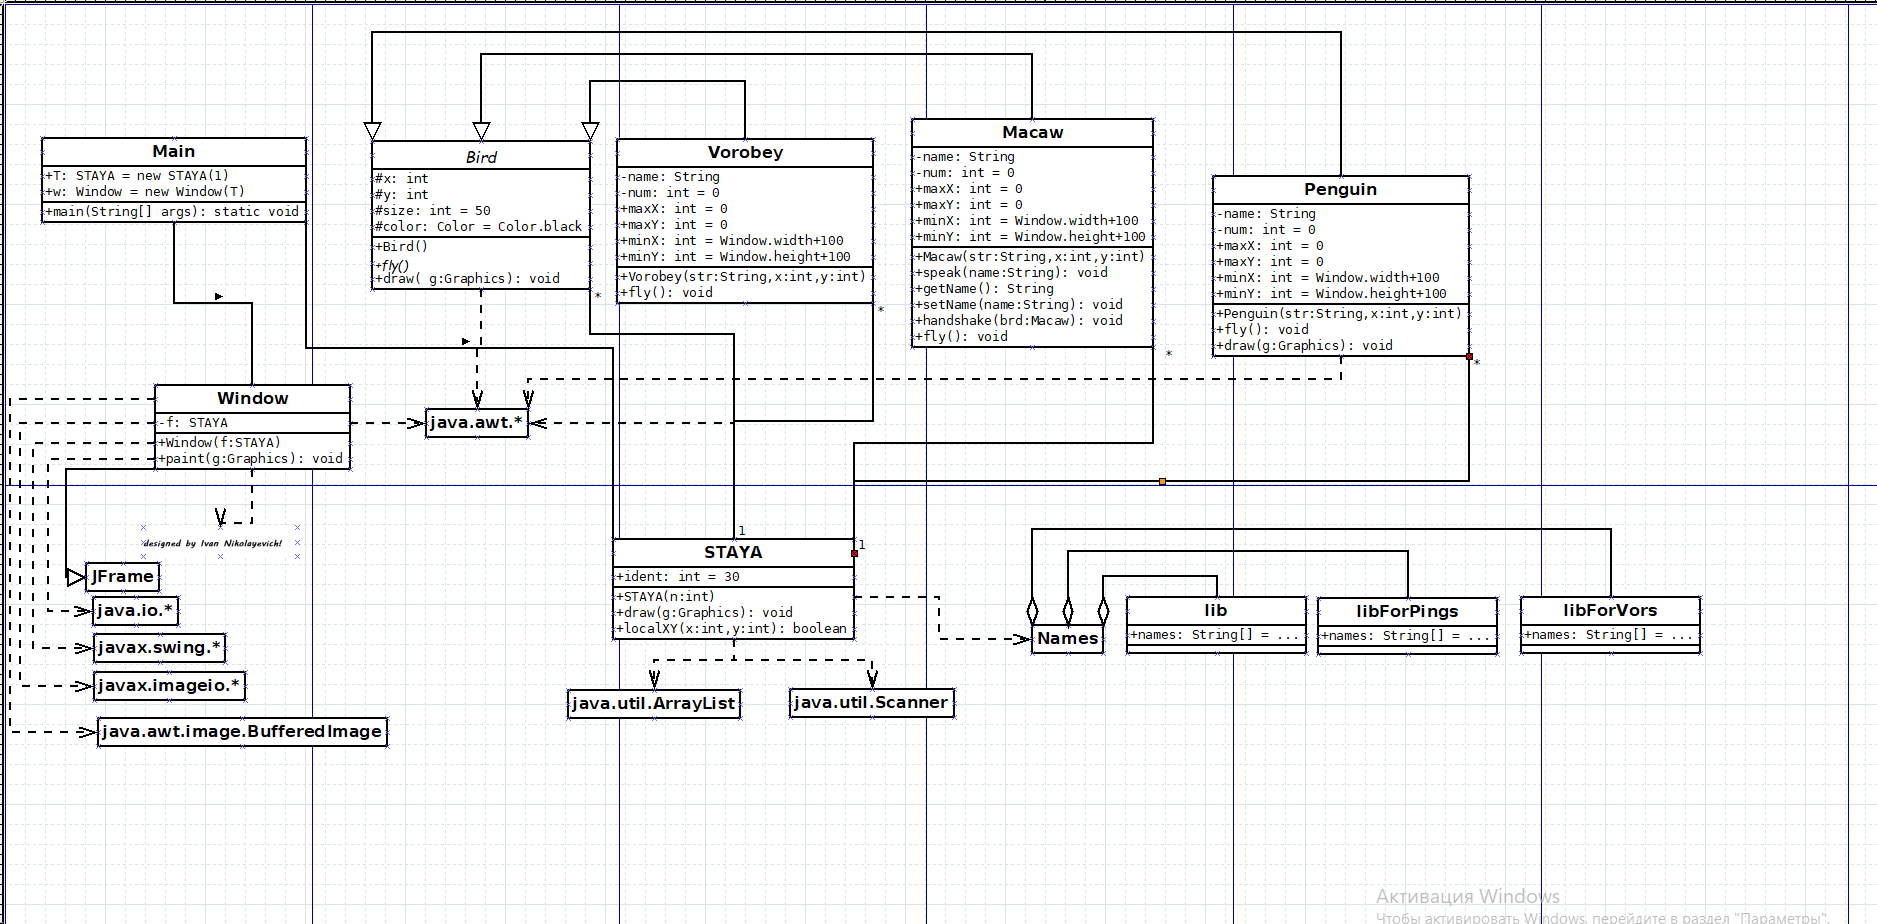 Main
+T: STAYA = new STAYA(1)
+w: Window = new Window(T)
+main(String[] args): static void
Bird
#x: int
#y: int
#size: int = 50
#color: Color = Color.black
+Bird()
+fly()
+draw( g:Graphics): void
*
Vorobey
-name: String
-num: int = 0
+maxX: int = 0
+maxY: int = 0
+minX: int = Window.width+100
+minY: int = Window.height+100
+Vorobey(str:String,x:int,y:int)
+fly(): void
*
Macaw
-name: String
-num: int = 0
+maxX: int = 0
+maxY: int = 0
+minX: int = Window.width+100
+minY: int = Window.height+100
+Macaw(str:String,x:int,y:int)
+speak(name:String): void
+getName(): String
+setName(name:String): void
+handshake(brd:Macaw): void
+fly(): void
*
Penguin
-name: String
-num: int = 0
+maxX: int = 0
+maxY: int = 0
+minX: int = Window.width+100
+minY: int = Window.height+100
+Penguin(str:String,x:int,y:int)
+fly(): void
+draw(g:Graphics): void
*
Window
-f: STAYA
+Window(f:STAYA)
+paint(g:Graphics): void
java.awt.*
designed by Ivan Nikolayevich!
JFrame
java.io.*
javax.swing.*
javax.imageio.*
java.awt.image.BufferedImage
1
1
STAYA
+ident: int = 30
+STAYA(n:int)
+draw(g:Graphics): void
+localXY(x:int,y:int): boolean
java.util.ArrayList
java.util.Scanner
Names
lib
+names: String[] = ...
libForPings
+names: String[] = ...
libForVors
+names: String[] = ...
Активация Windows
Чтобы активировать Windows, перейдите в раздел "Параметры".